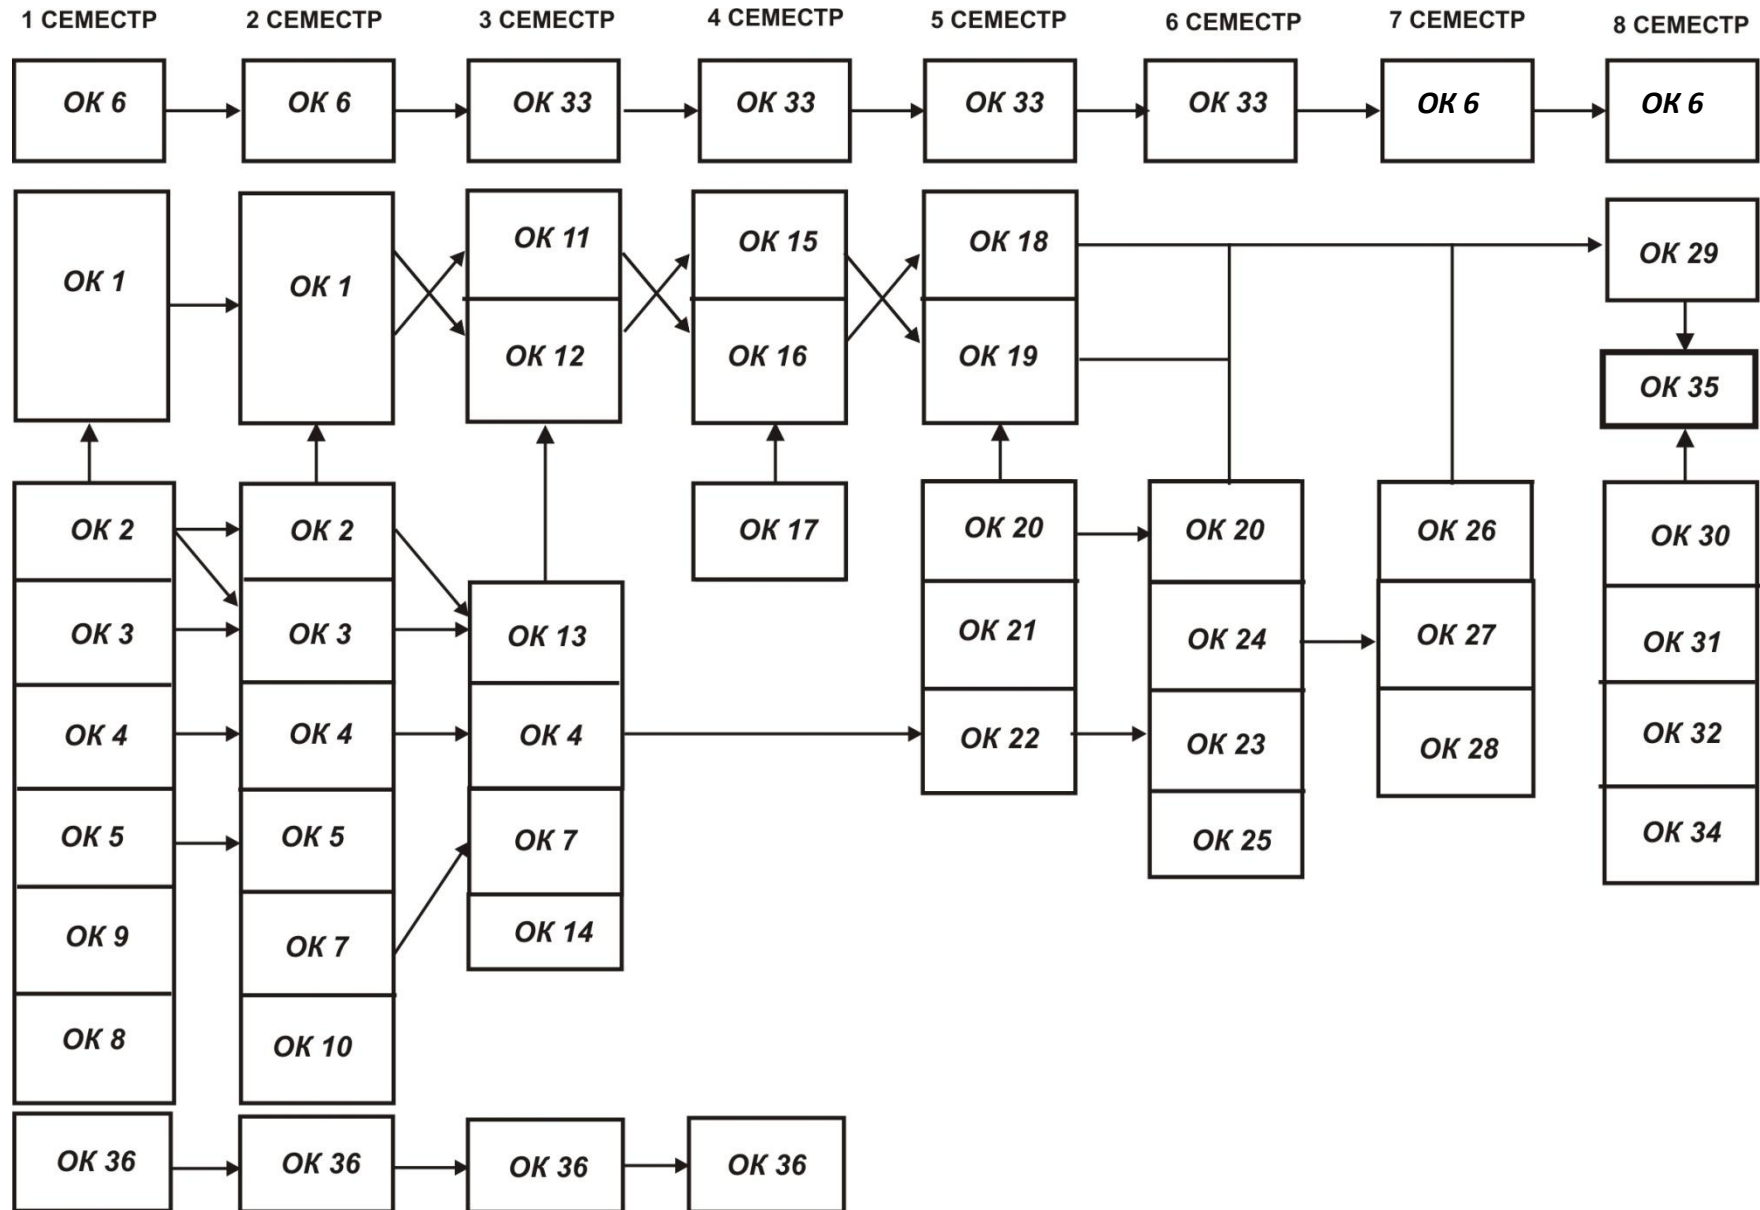 1 СЕМЕСТР 2 СЕМЕСТР 3 СЕМЕСТР 4 СЕМЕСТР 5 СЕМЕСТР 6 СЕМЕСТР 7 СЕМЕСТР 8 СЕМЕСТР
ОК 6 ОК 6 ОК 33 ОК 33 ОК 33 ОК 33 ОК 6 ОК 6
ОК 11 ОК 15 ОК 18
ОК 29
ОК 1 ОК 1
ОК 12 ОК 16 ОК 19
ОК 35
ОК 2 ОК 2 ОК 17 ОК 20 ОК 20 ОК 26 ОК 30
ОК 3 ОК 3 ОК 13 ОК 21 ОК 24 ОК 27 ОК 31
ОК 4 ОК 4 ОК 4 ОК 22 ОК 23 ОК 28 ОК 32
ОК 5 ОК 5 ОК 7 ОК 25 ОК 34
ОК 9 ОК 7 ОК 14
ОК 8 ОК 10
ОК 36 ОК 36 ОК 36 ОК 36